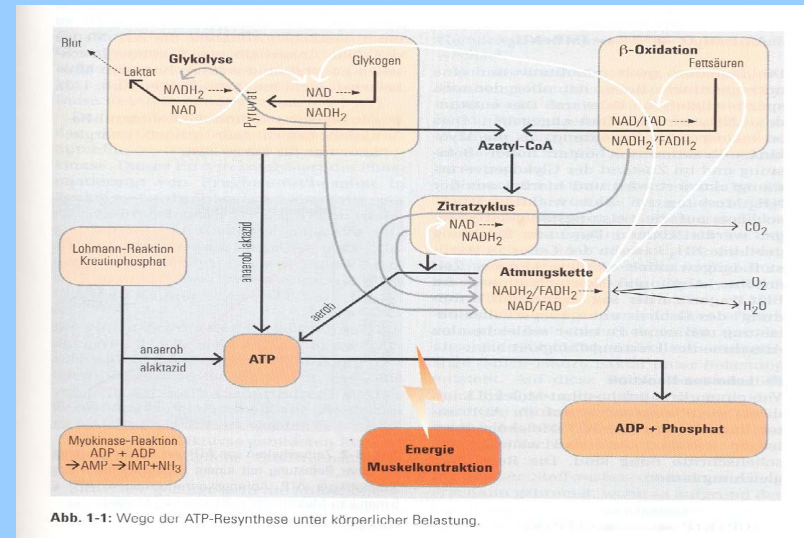 Blut
Glykolyse
Glykogen
Laktat
NADH2
NAD
NAD
NADH2
Pyruvat
β-Oxidation
Fettsäuren
NAD/FAD
NADH2/FADH2
Azetyl-CoA
Zitratzyklus
NAD
NADH2
CO2
Atmungskette
NADH2/FADH2
NAD/FAD
O2
H2O
Lohmann-Reaktion
Kreatinphosphat
anaerob laktazid
aerob
anaerob
alaktazid
ATP
Myokinase-Reaktion
ADP + ADP
→AMP →IMP+NH3
Energie
Muskelkontraktion
ADP + Phosphat
Abb. 1-1: Wege der ATP-Resynthese unter körperlicher Belastung.